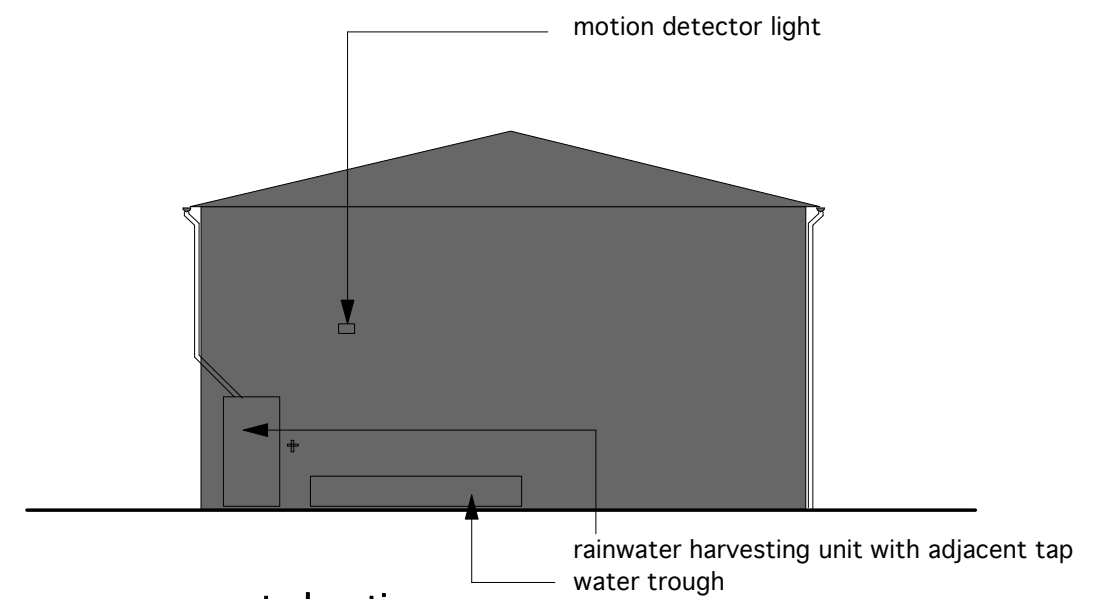 motion detector light
rainwater harvesting unit with adjacent tap
water trough